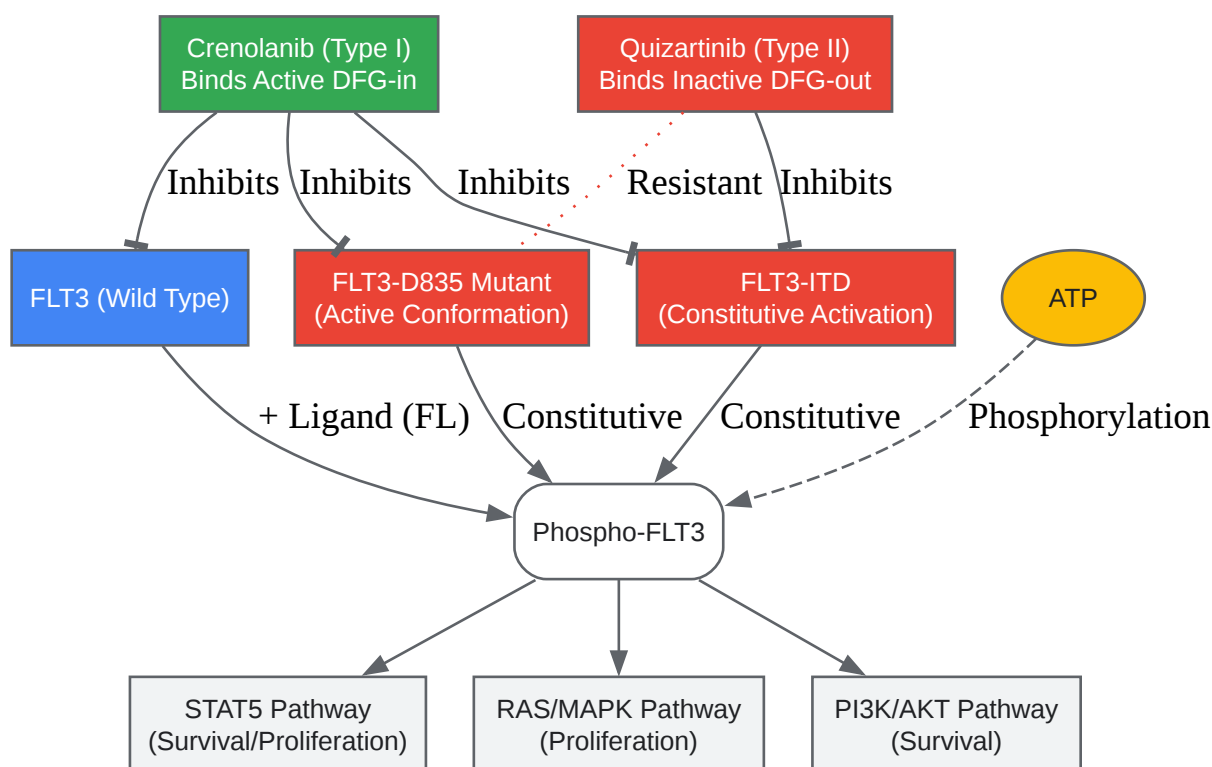 Crenolanib (Type I)
Binds Active DFG-in
Quizartinib (Type II)
Binds Inactive DFG-out
Inhibits
Inhibits
Inhibits
Resistant
Inhibits
FLT3 (Wild Type)
FLT3-D835 Mutant
(Active Conformation)
FLT3-ITD
(Constitutive Activation)
ATP
+ Ligand (FL)
Constitutive
Constitutive
Phosphorylation
Phospho-FLT3
STAT5 Pathway
(Survival/Proliferation)
RAS/MAPK Pathway
(Proliferation)
PI3K/AKT Pathway
(Survival)